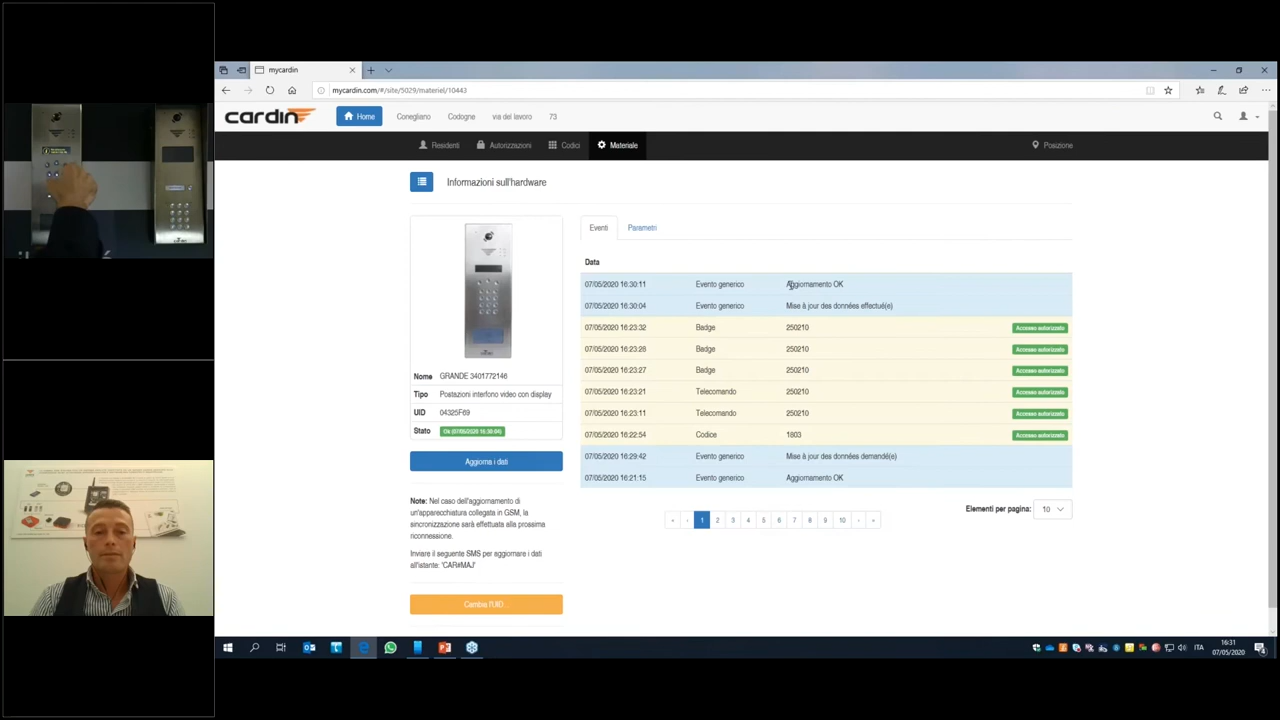 mycardin
mycardin.com/#/site/5029/materiel/10443
cardin
Home
Conegliano
Codogne
via del lavoro
73
Residenti
Autorizzazioni
Codici
Materiale
Posizione
Informazioni sull'hardware
Eventi
Parametri
Data
07/05/2020 16:30:11 Evento generico Aggiornamento OK
07/05/2020 16:30:04 Evento generico Mise à jour des données effectué(e)
07/05/2020 16:23:32 Badge 250210 Accesso autorizzato
07/05/2020 16:23:28 Badge 250210 Accesso autorizzato
07/05/2020 16:23:27 Badge 250210 Accesso autorizzato
07/05/2020 16:23:21 Telecomando 250210 Accesso autorizzato
07/05/2020 16:23:11 Telecomando 250210 Accesso autorizzato
07/05/2020 16:22:54 Codice 1803 Accesso autorizzato
07/05/2020 16:29:42 Evento generico Mise à jour des données demandé(e)
07/05/2020 16:21:15 Evento generico Aggiornamento OK
« ‹ 1 2 3 4 5 6 7 8 9 10 › »
Elementi per pagina: 10
Nome GRANDE 3401772146
Tipo Postazioni interfono video con display
UID 04325F69
Stato Ok (07/05/2020 16:30:04)
Aggiorna i dati
Note: Nel caso dell'aggiornamento di
un'apparecchiatura collegata in GSM, la
sincronizzazione sarà effettuata alla prossima
riconnessione.
Inviare il seguente SMS per aggiornare i dati
all'istante: 'CAR#MAJ'
Cambia l'UID...
ITA
16:31
07/05/2020